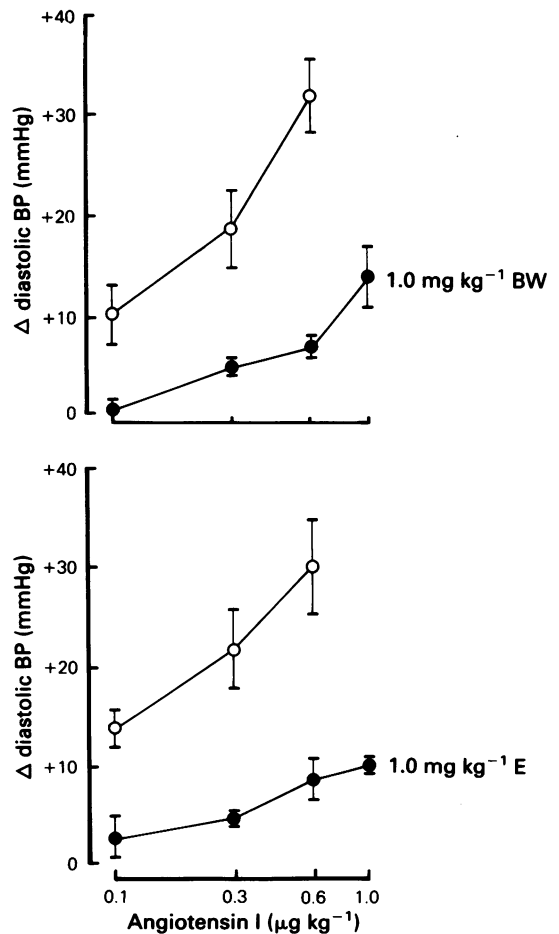 +40
+30
+20
+10
0
Δ diastolic BP (mmHg)
1.0 mg kg⁻¹ BW
+40
+30
+20
+10
0
Δ diastolic BP (mmHg)
1.0 mg kg⁻¹ E
0.1 0.3 0.6 1.0
Angiotensin I (μg kg⁻¹)